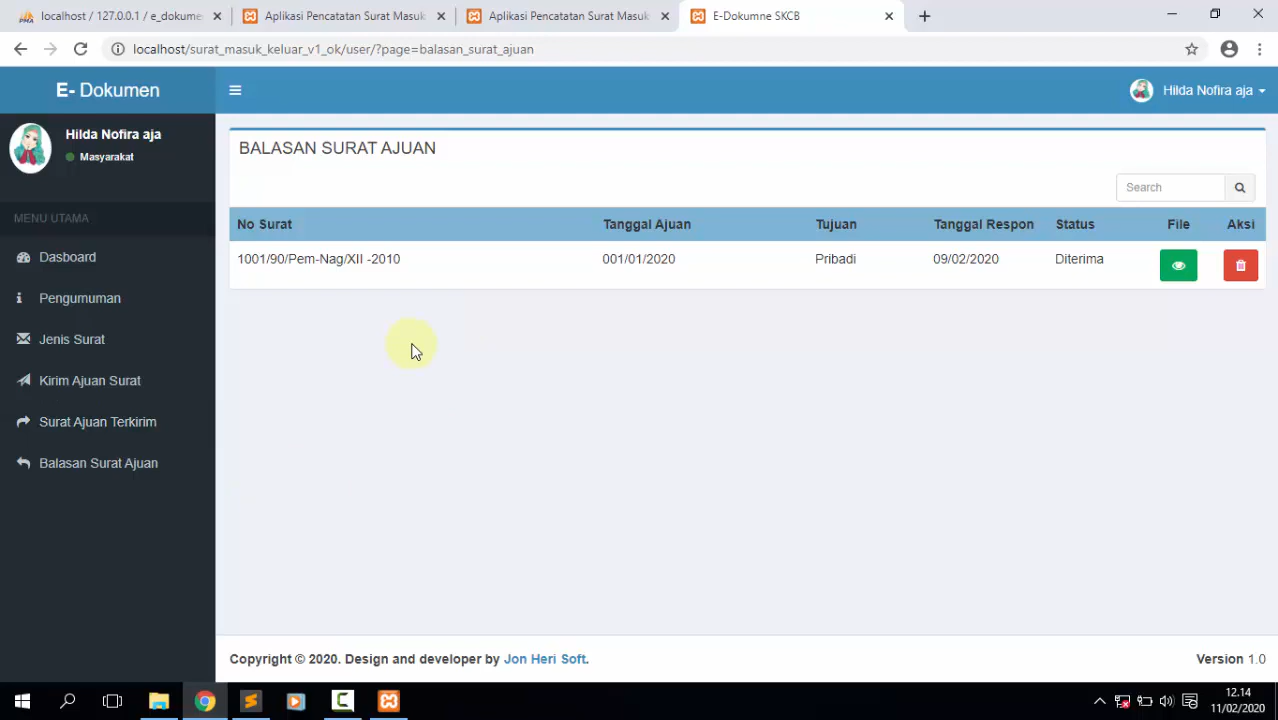 localhost / 127.0.0.1 / e_dokume
Aplikasi Pencatatan Surat Masuk
Aplikasi Pencatatan Surat Masuk
E-Dokumne SKCB
localhost/surat_masuk_keluar_v1_ok/user/?page=balasan_surat_ajuan
E- Dokumen
Hilda Nofira aja
Hilda Nofira aja
Masyarakat
BALASAN SURAT AJUAN
Search
MENU UTAMA
No Surat Tanggal Ajuan Tujuan Tanggal Respon Status File Aksi
1001/90/Pem-Nag/XII -2010 001/01/2020 Pribadi 09/02/2020 Diterima
Dasboard
Pengumuman
Jenis Surat
Kirim Ajuan Surat
Surat Ajuan Terkirim
Balasan Surat Ajuan
Copyright © 2020. Design and developer by Jon Heri Soft.
Version 1.0
12.14
11/02/2020